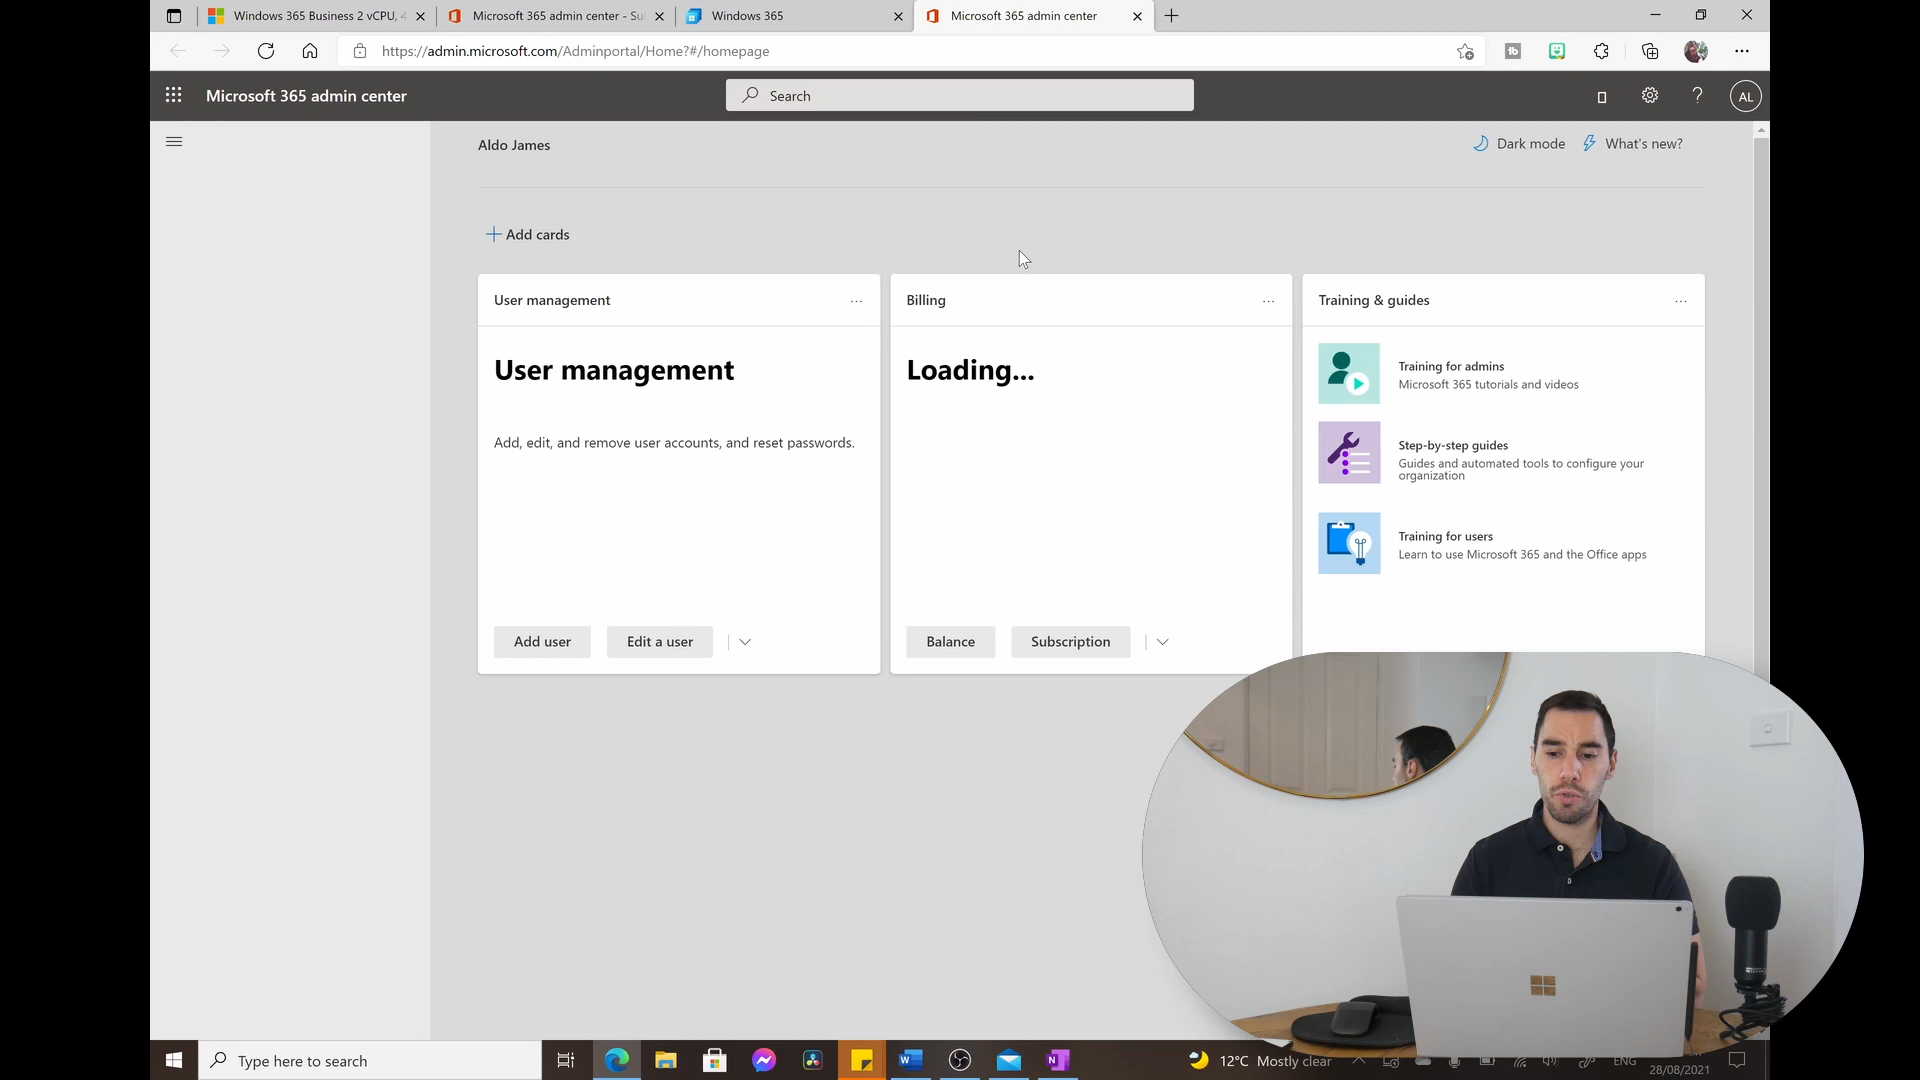 Windows 365 Business 2 vCPU, 4
Microsoft 365 admin center - Su
Windows 365
Microsoft 365 admin center
https://admin.microsoft.com/Adminportal/Home?#/homepage
Microsoft 365 admin center
Search
AL
Aldo James
Dark mode
What's new?
Add cards
User management
User management
Add, edit, and remove user accounts, and reset passwords.
Add user
Edit a user
Billing
Loading...
Balance
Subscription
Training & guides
Training for admins
Microsoft 365 tutorials and videos
Step-by-step guides
Guides and automated tools to configure your
organization
Training for users
Learn to use Microsoft 365 and the Office apps
Type here to search
12°C Mostly clear
ENG
28/08/2021